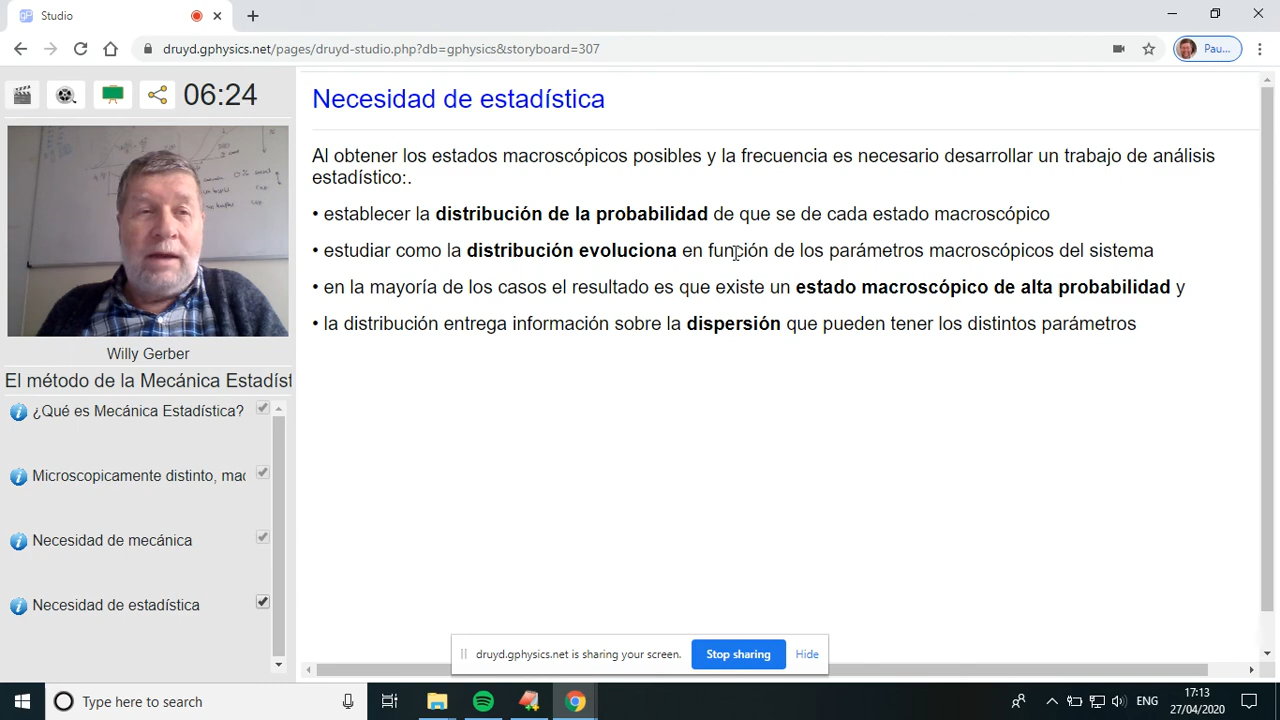 Studio
druyd.gphysics.net/pages/druyd-studio.php?db=gphysics&storyboard=307
Pau...
06:24
Willy Gerber
El método de la Mecánica Estadíst
¿Qué es Mecánica Estadística?
Microscopicamente distinto, mac
Necesidad de mecánica
Necesidad de estadística
Necesidad de estadística
Al obtener los estados macroscópicos posibles y la frecuencia es necesario desarrollar un trabajo de análisis
estadístico:.
• establecer la distribución de la probabilidad de que se de cada estado macroscópico
• estudiar como la distribución evoluciona en función de los parámetros macroscópicos del sistema
• en la mayoría de los casos el resultado es que existe un estado macroscópico de alta probabilidad y
• la distribución entrega información sobre la dispersión que pueden tener los distintos parámetros
druyd.gphysics.net is sharing your screen.
Stop sharing
Hide
Type here to search
ENG
17:13
27/04/2020